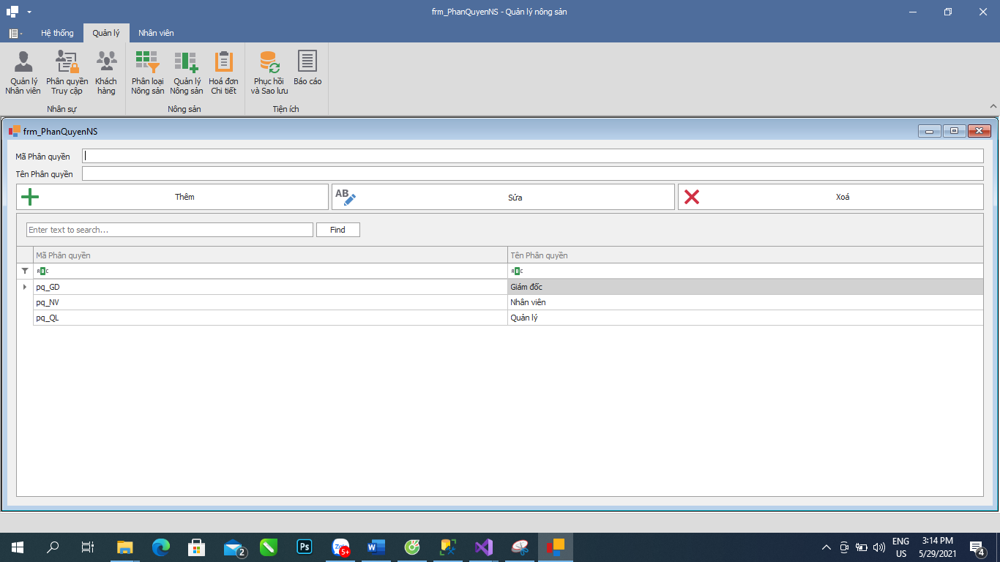 frm_PhanQuyenNS - Quản lý nông sản
Hệ thống
Quản lý
Nhân viên
Quản lý
Nhân viên
Phân quyền
Truy cập
Khách
hàng
Nhân sự
Phân loại
Nông sản
Quản lý
Nông sản
Hoá đơn
Chi tiết
Nông sản
Phục hồi
và Sao lưu
Báo cáo
Tiện ích
frm_PhanQuyenNS
Mã Phân quyền
Tên Phân quyền
Thêm
AB
Sửa
Xoá
Enter text to search...
Find
Mã Phân quyền
Tên Phân quyền
ABC
ABC
pq_GD
Giám đốc
pq_NV
Nhân viên
pq_QL
Quản lý
2
Ps
Zalo
5+
W
ENG
US
3:14 PM
5/29/2021
4